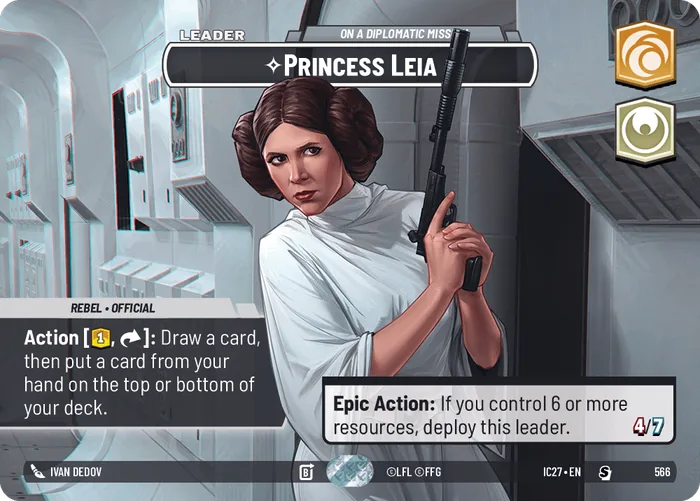 LEADER
ON A DIPLOMATIC MISS
PRINCESS LEIA
REBEL • OFFICIAL
Action [1, ]: Draw a card,
then put a card from your
hand on the top or bottom of
your deck.
Epic Action: If you control 6 or more
resources, deploy this leader.
4/7
IVAN DEDOV
B
©LFL ©FFG
IC27 • EN
S
566